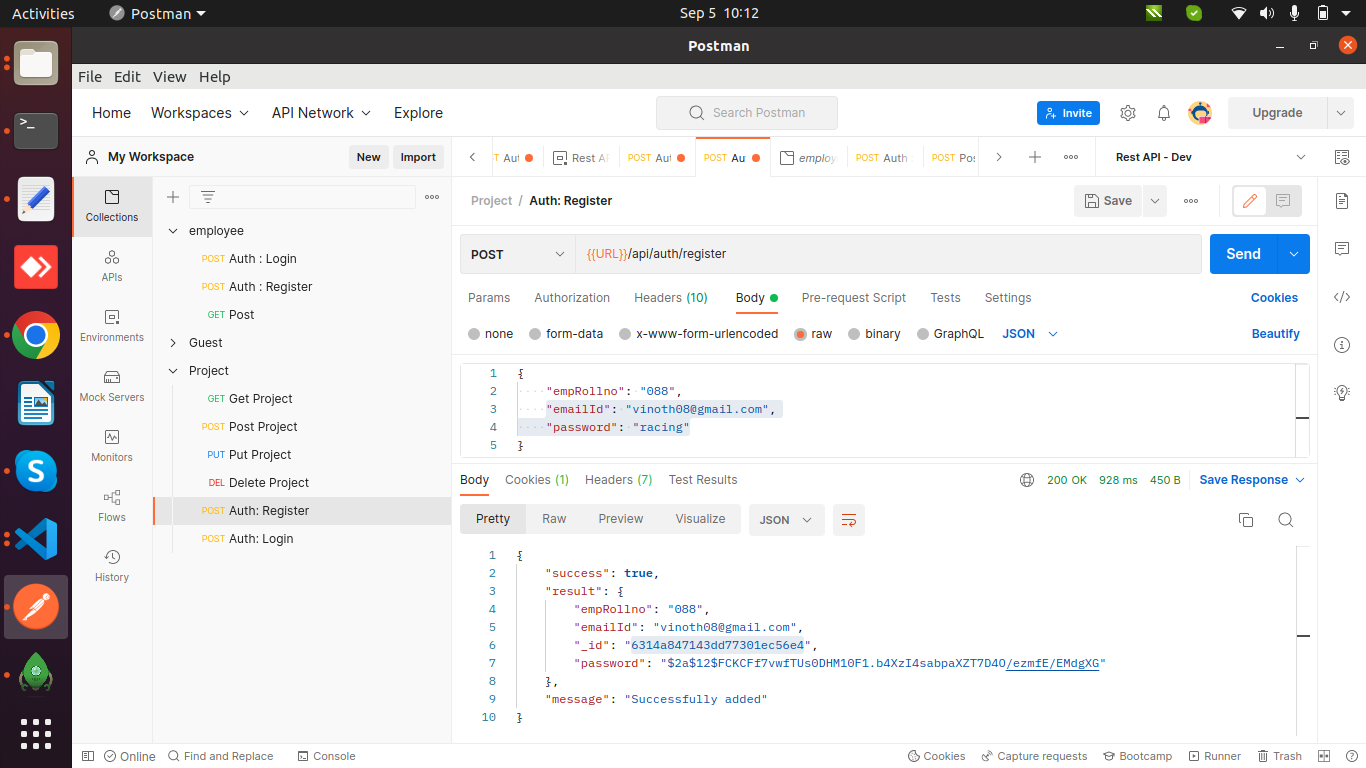 Activities Postman Sep 5 10:12
Postman
File Edit View Help
Home Workspaces API Network Explore Search Postman Invite Upgrade
My Workspace New Import
T Aut Rest AP POST Aut POST Au employ POST Auth POST Pos Rest API - Dev
Collections
APIs
Environments
Mock Servers
Monitors
Flows
History
employee
POST Auth : Login
POST Auth : Register
GET Post
Guest
Project
GET Get Project
POST Post Project
PUT Put Project
DEL Delete Project
POST Auth: Register
POST Auth: Login
Project / Auth: Register Save
POST {{URL}}/api/auth/register Send
Params Authorization Headers (10) Body Pre-request Script Tests Settings Cookies
none form-data x-www-form-urlencoded raw binary GraphQL JSON Beautify
1 {
2 "empRollno": "088",
3 "emailId": "vinoth08@gmail.com",
4 "password": "racing"
5 }
Body Cookies (1) Headers (7) Test Results 200 OK 928 ms 450 B Save Response
Pretty Raw Preview Visualize JSON
1 {
2 "success": true,
3 "result": {
4 "empRollno": "088",
5 "emailId": "vinoth08@gmail.com",
6 "_id": "6314a847143dd77301ec56e4",
7 "password": "$2a$12$FCKCFf7vwfTUs0DHM10F1.b4XzI4sabpaXZT7D4O/ezmfE/EMdgXG"
8 },
9 "message": "Successfully added"
10 }
Online Find and Replace Console Cookies Capture requests Bootcamp Runner Trash